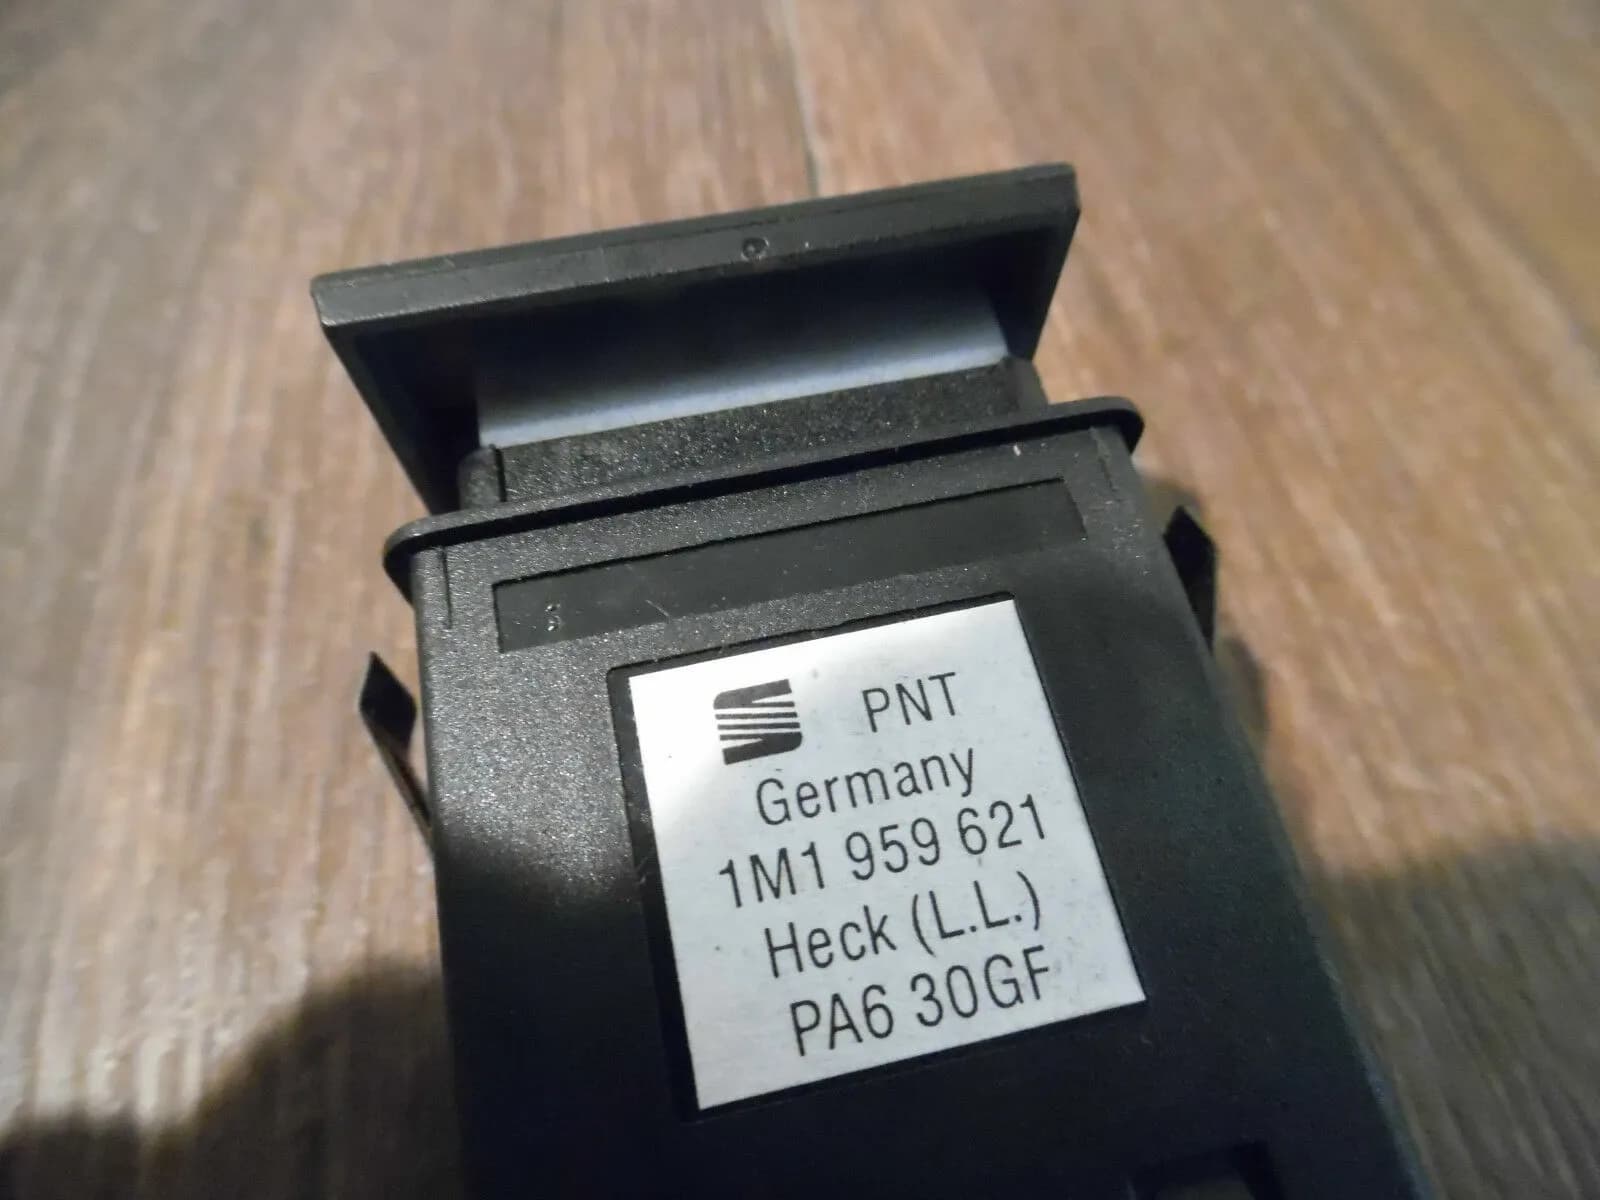 PNT
Germany
1M1 959 621
Heck (L.L.)
PA6 30GF